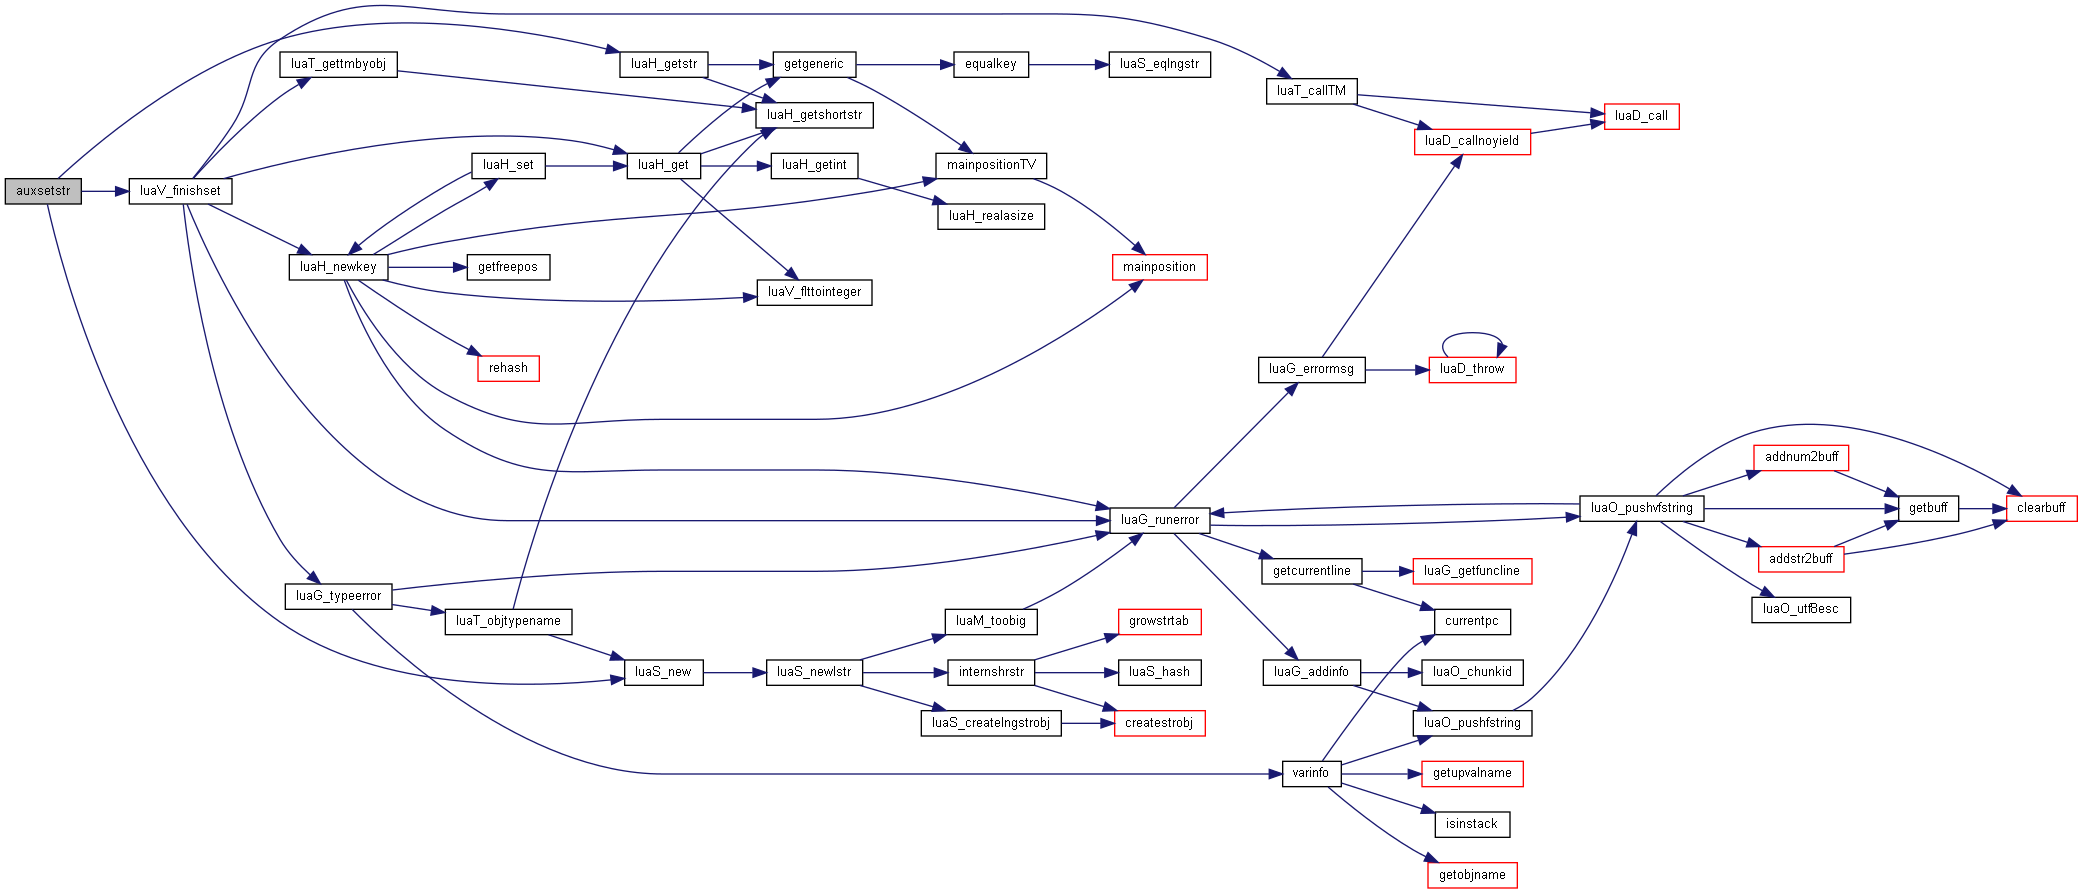 auxsetstr
luaV_finishset
luaT_gettmbyobj
luaH_newkey
luaG_typeerror
luaH_set
getfreepos
rehash
luaT_objtypename
luaH_getstr
luaH_get
luaS_new
getgeneric
luaH_getshortstr
luaH_getint
luaV_flttointeger
luaS_newlstr
equalkey
mainpositionTV
luaH_realasize
luaM_toobig
internshrstr
luaS_createlngstrobj
luaS_eqlngstr
mainposition
luaG_runerror
growstrtab
luaS_hash
createstrobj
luaT_callTM
luaG_errormsg
getcurrentline
luaG_addinfo
varinfo
luaD_callnoyield
luaD_throw
luaG_getfuncline
currentpc
luaO_chunkid
luaO_pushfstring
getupvalname
isinstack
getobjname
luaD_call
luaO_pushvfstring
addnum2buff
addstr2buff
luaO_utf8esc
getbuff
clearbuff